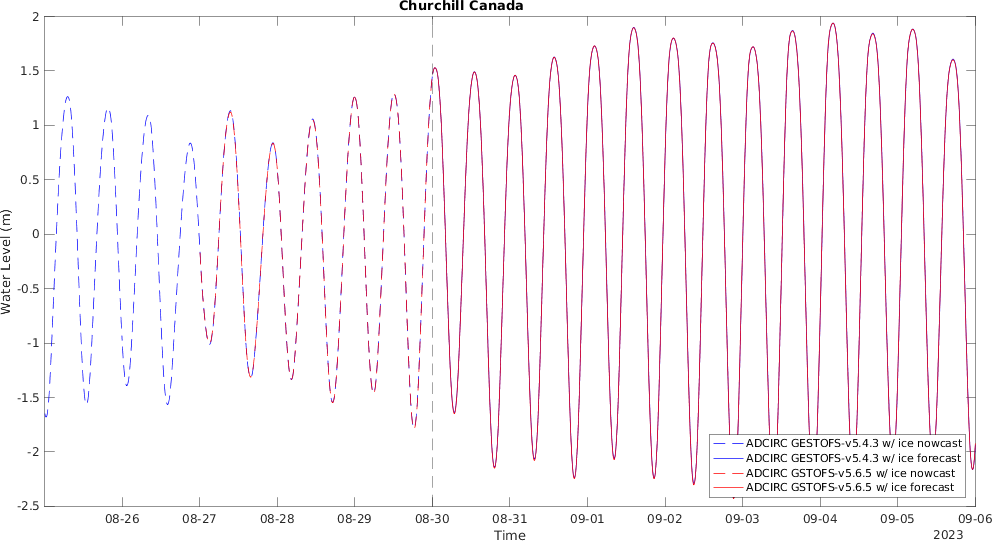 Churchill Canada
2
1.5
1
0.5
0
-0.5
-1
-1.5
-2
-2.5
Water Level (m)
ADCIRC GESTOFS-v5.4.3 w/ ice nowcast
ADCIRC GESTOFS-v5.4.3 w/ ice forecast
ADCIRC GSTOFS-v5.6.5 w/ ice nowcast
ADCIRC GSTOFS-v5.6.5 w/ ice forecast
08-26 08-27 08-28 08-29 08-30 08-31 09-01 09-02 09-03 09-04 09-05 09-06
Time
2023